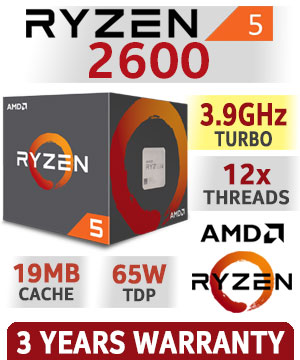 RYZEN 5
2600
AMD
RYZEN
5
AMD
3.9GHz
TURBO
12x
THREADS
AMD
RYZEN
19MB
CACHE
65W
TDP
3 YEARS WARRANTY